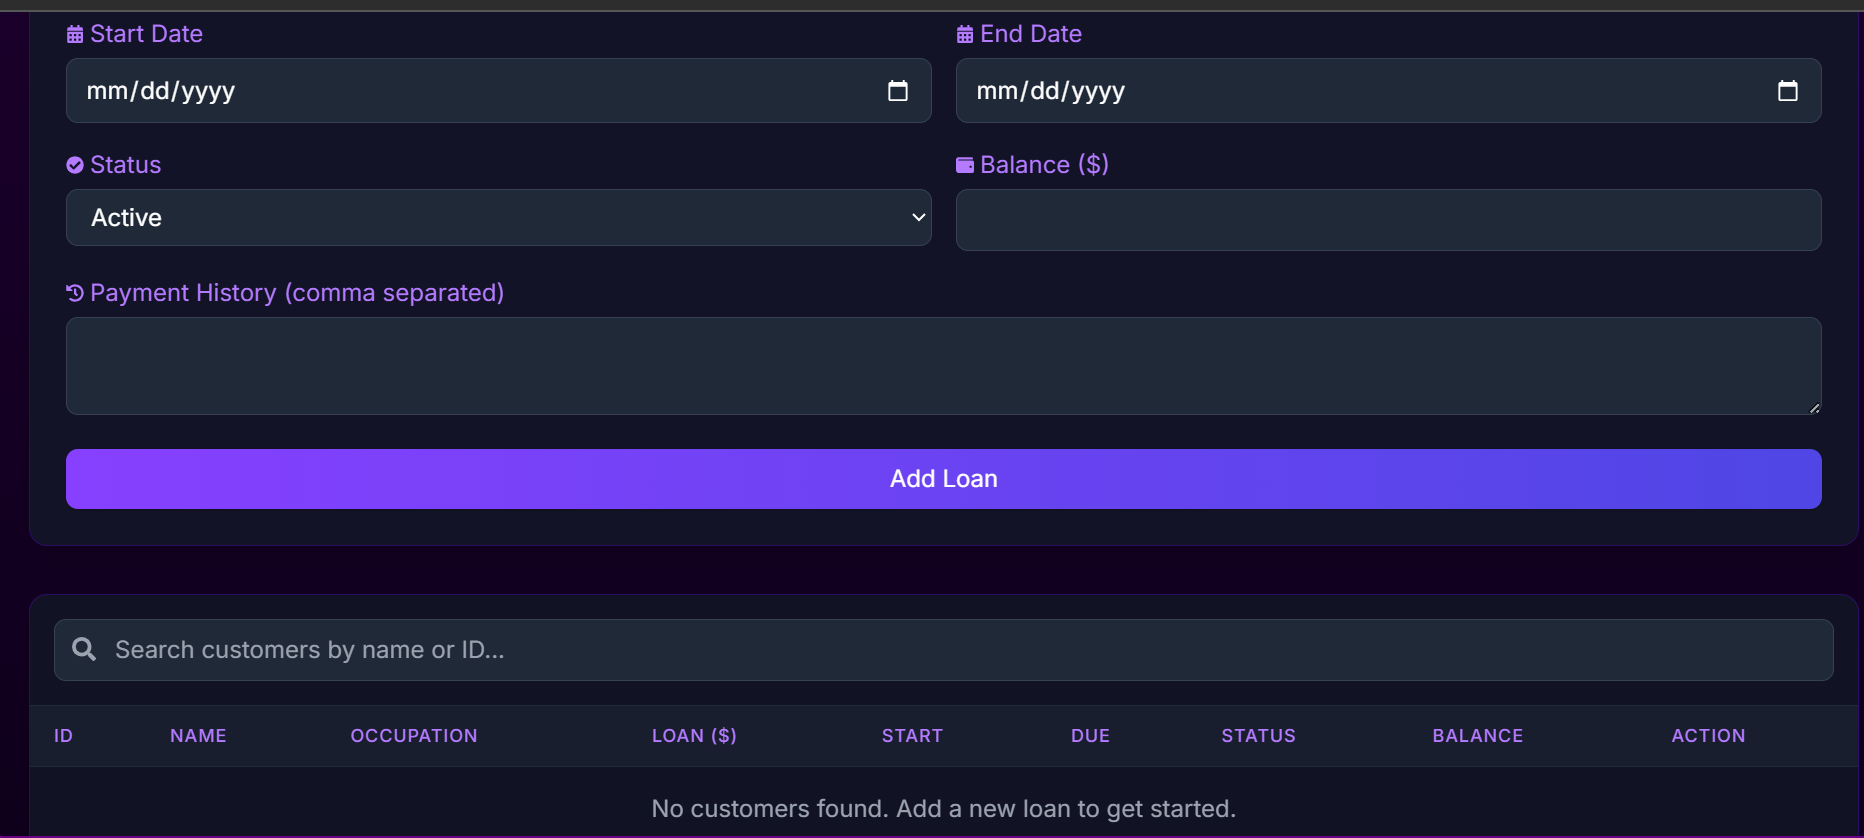 Start Date
End Date
mm/dd/yyyy
mm/dd/yyyy
Status
Balance ($)
Active
Payment History (comma separated)
Add Loan
Search customers by name or ID...
ID NAME OCCUPATION LOAN ($) START DUE STATUS BALANCE ACTION
No customers found. Add a new loan to get started.